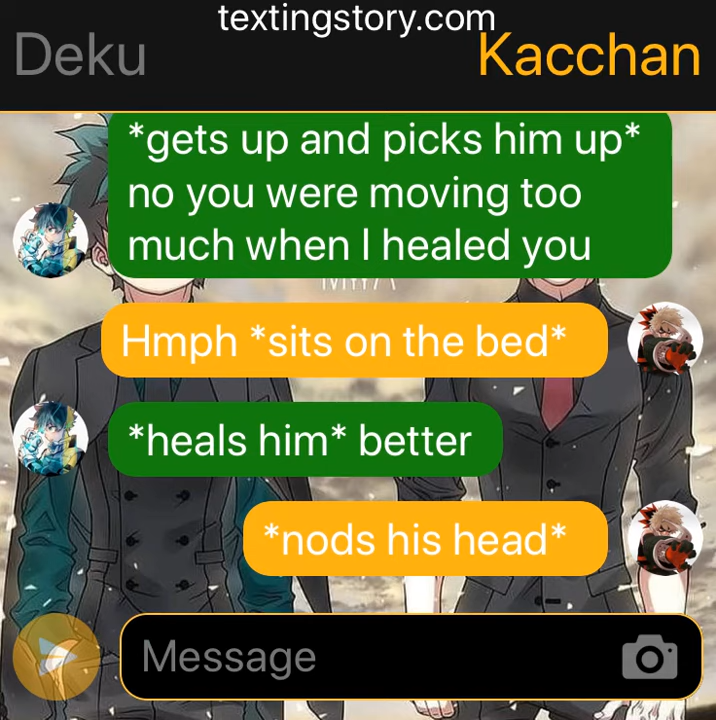 textingstory.com
Deku
Kacchan
*gets up and picks him up*
no you were moving too
much when I healed you
Hmph *sits on the bed*
*heals him* better
*nods his head*
Message